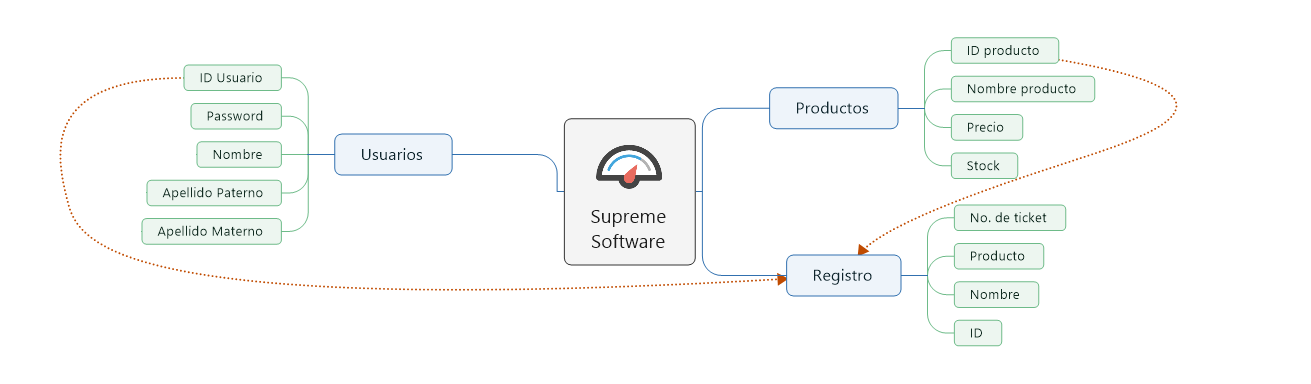 Supreme
Software
Usuarios
ID Usuario
Password
Nombre
Apellido Paterno
Apellido Materno
Productos
ID producto
Nombre producto
Precio
Stock
Registro
No. de ticket
Producto
Nombre
ID